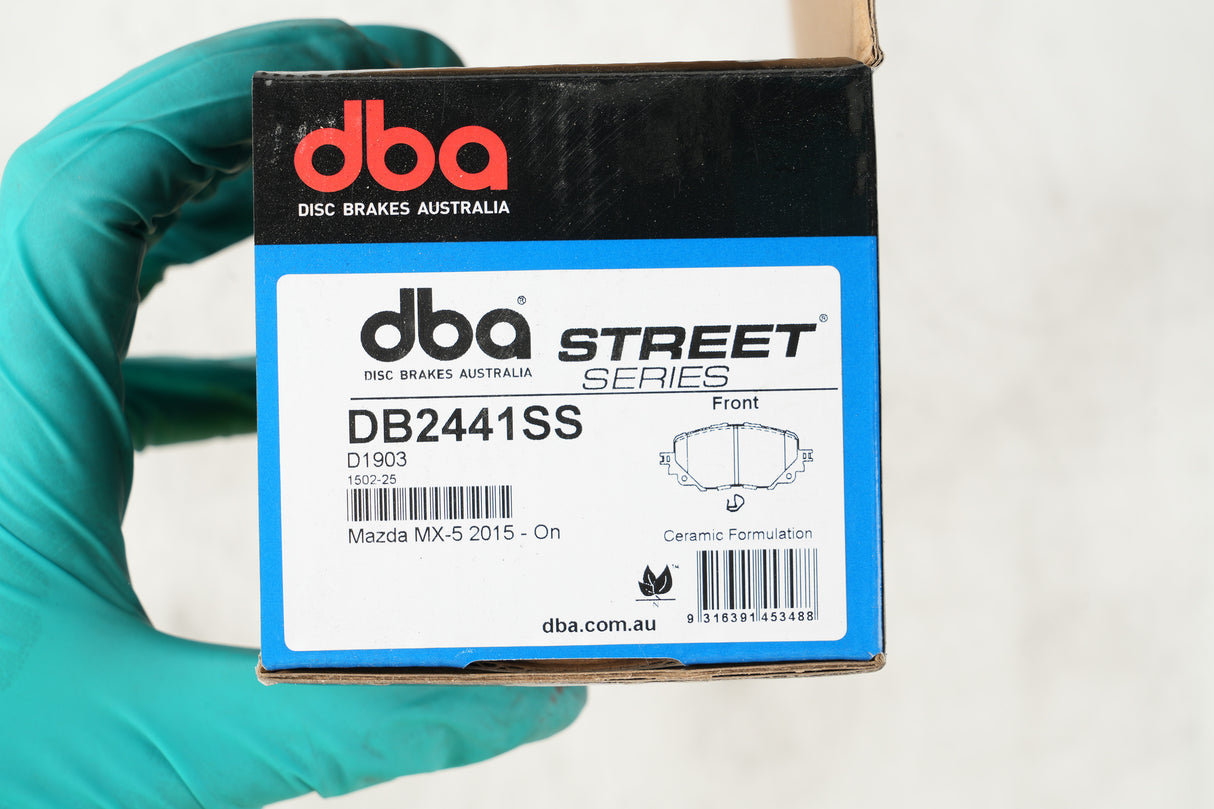 dba
DISC BRAKES AUSTRALIA
dba®
DISC BRAKES AUSTRALIA
STREET®
SERIES
Front
DB2441SS
D1903
1502-25
Mazda MX-5 2015 - On
Ceramic Formulation
N
dba.com.au
9 316391 453488